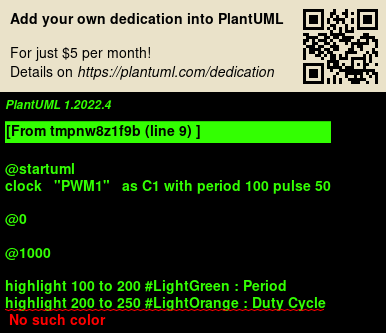 Add your own dedication into PlantUML
For just $5 per month!
Details on https://plantuml.com/dedication
PlantUML 1.2022.4
[From tmpnw8z1f9b (line 9) ]
@startuml
clock "PWM1" as C1 with period 100 pulse 50
@0
@1000
highlight 100 to 200 #LightGreen : Period
highlight 200 to 250 #LightOrange : Duty Cycle
No such color